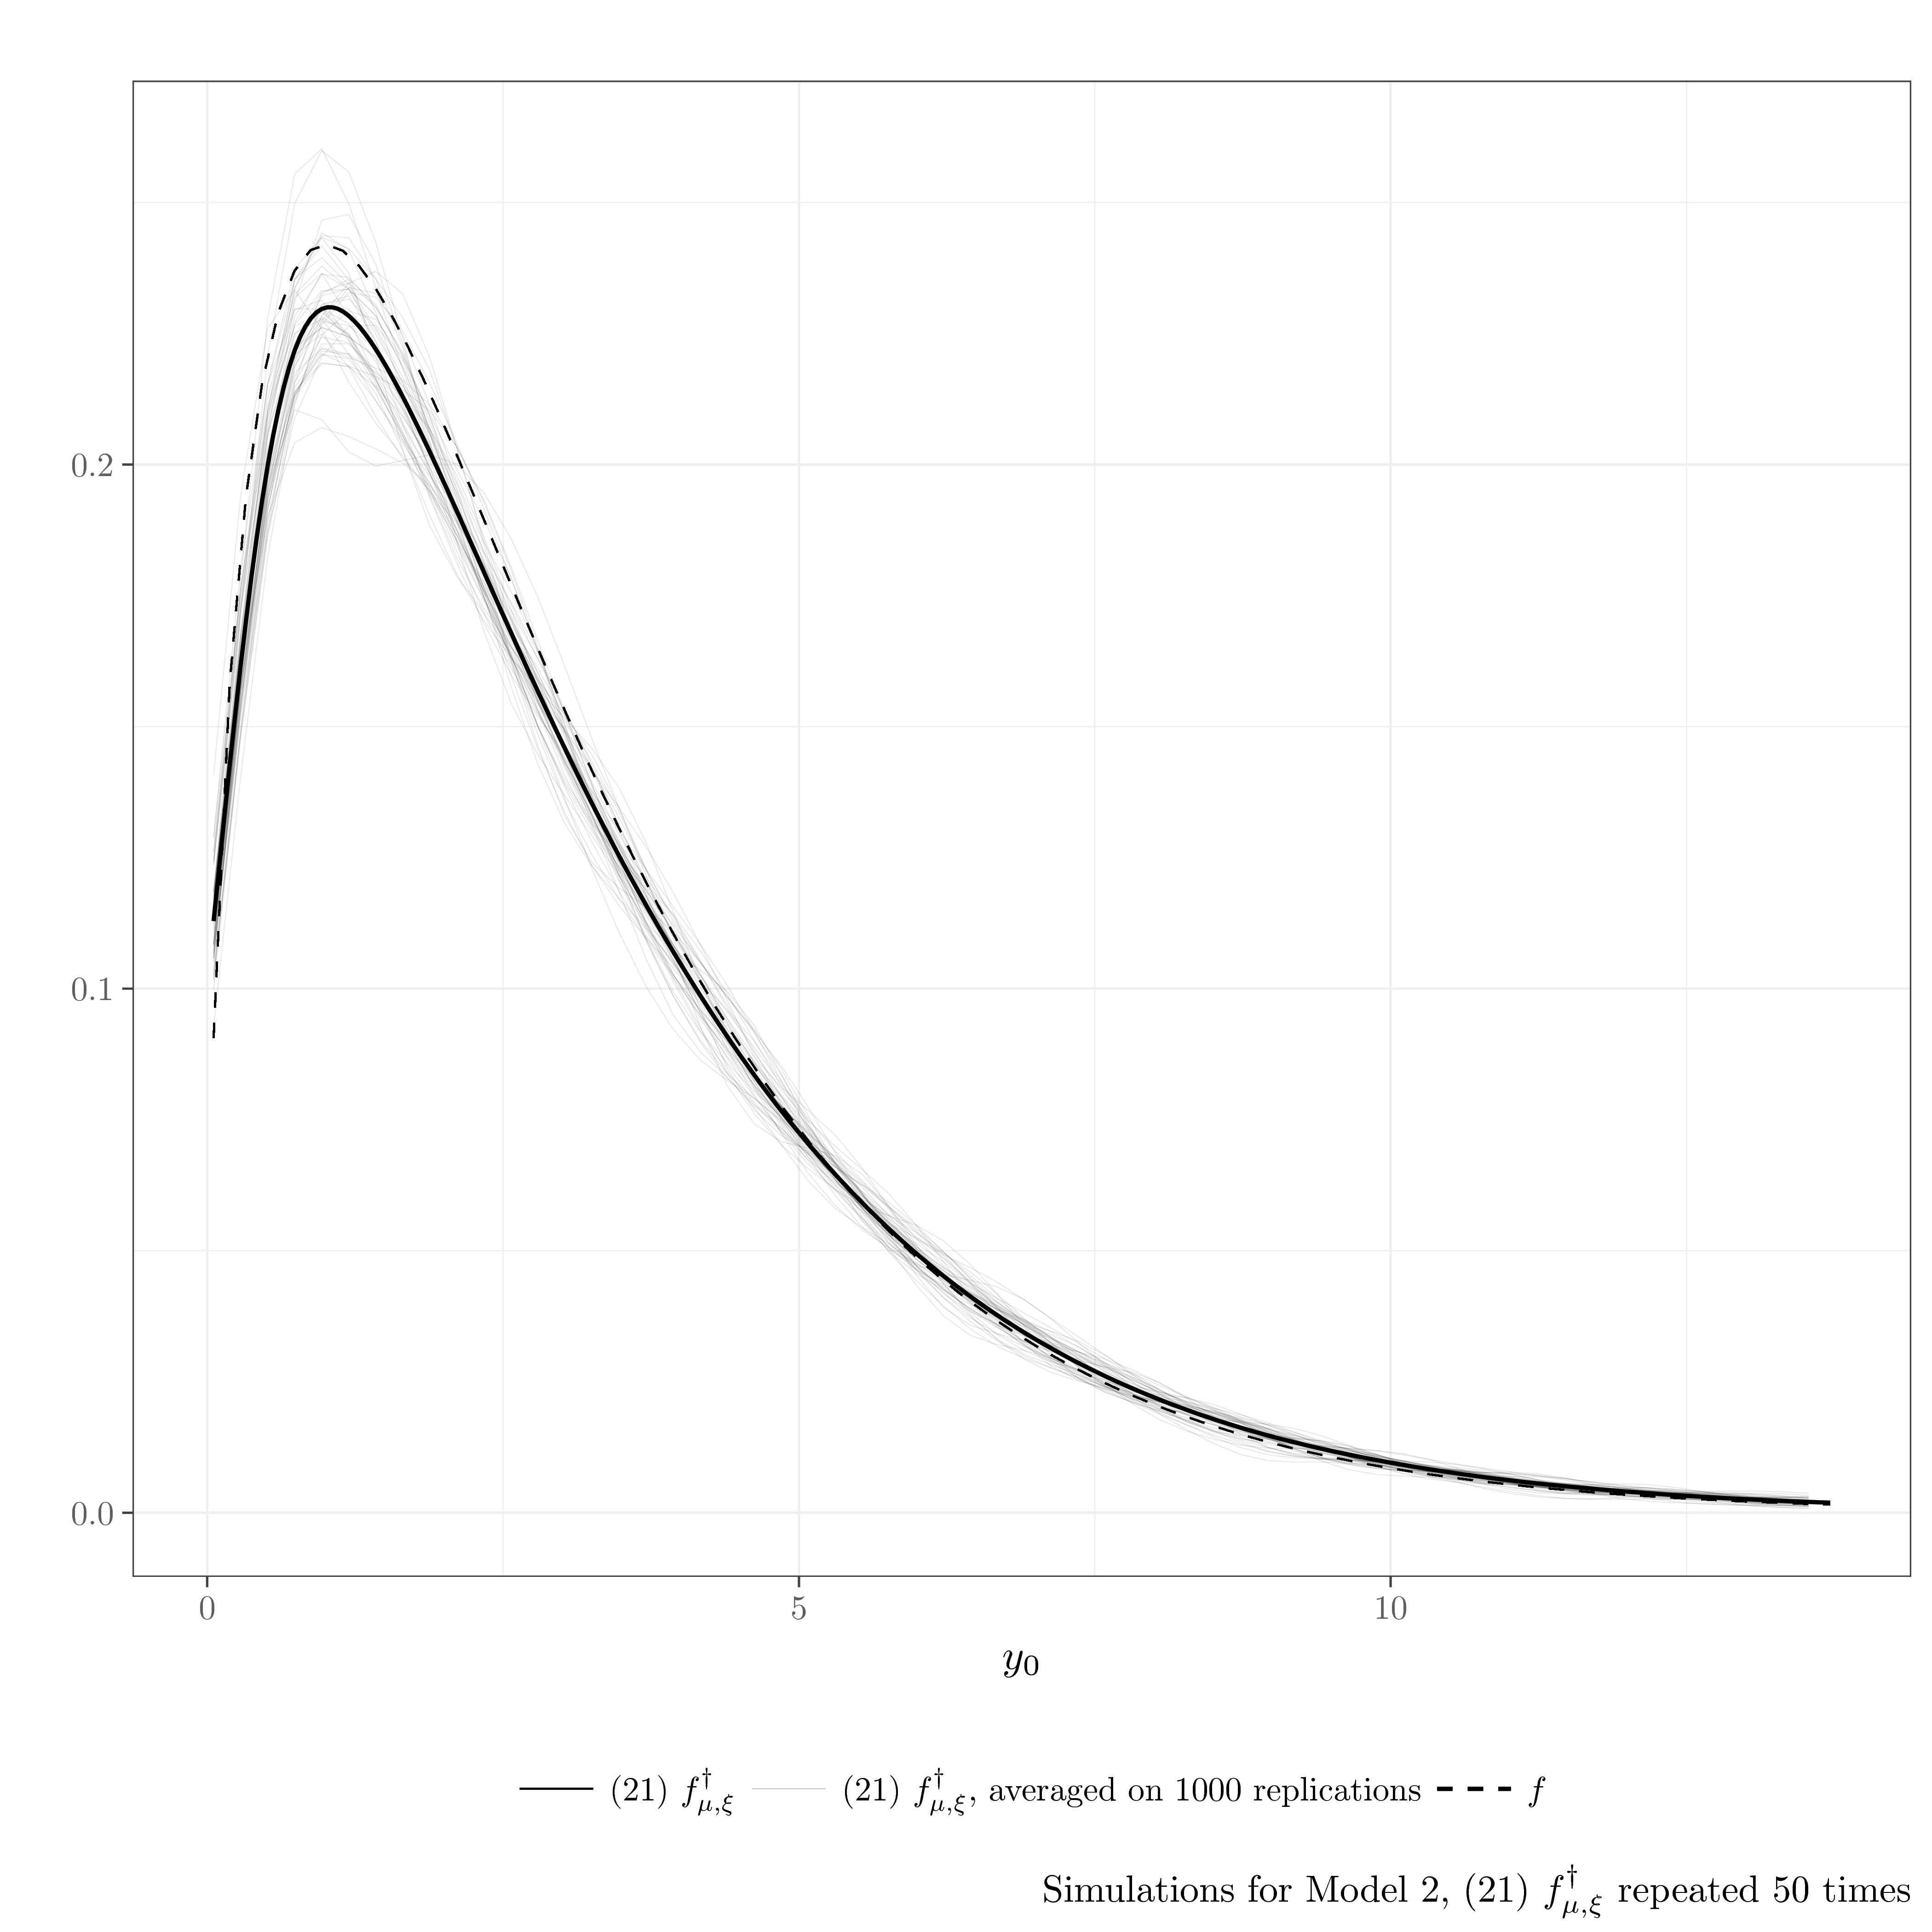 0.2
0.1
0.0
0 5 10
y₀
(21) f†μ,ξ (21) f†μ,ξ, averaged on 1000 replications f
Simulations for Model 2, (21) f†μ,ξ repeated 50 times